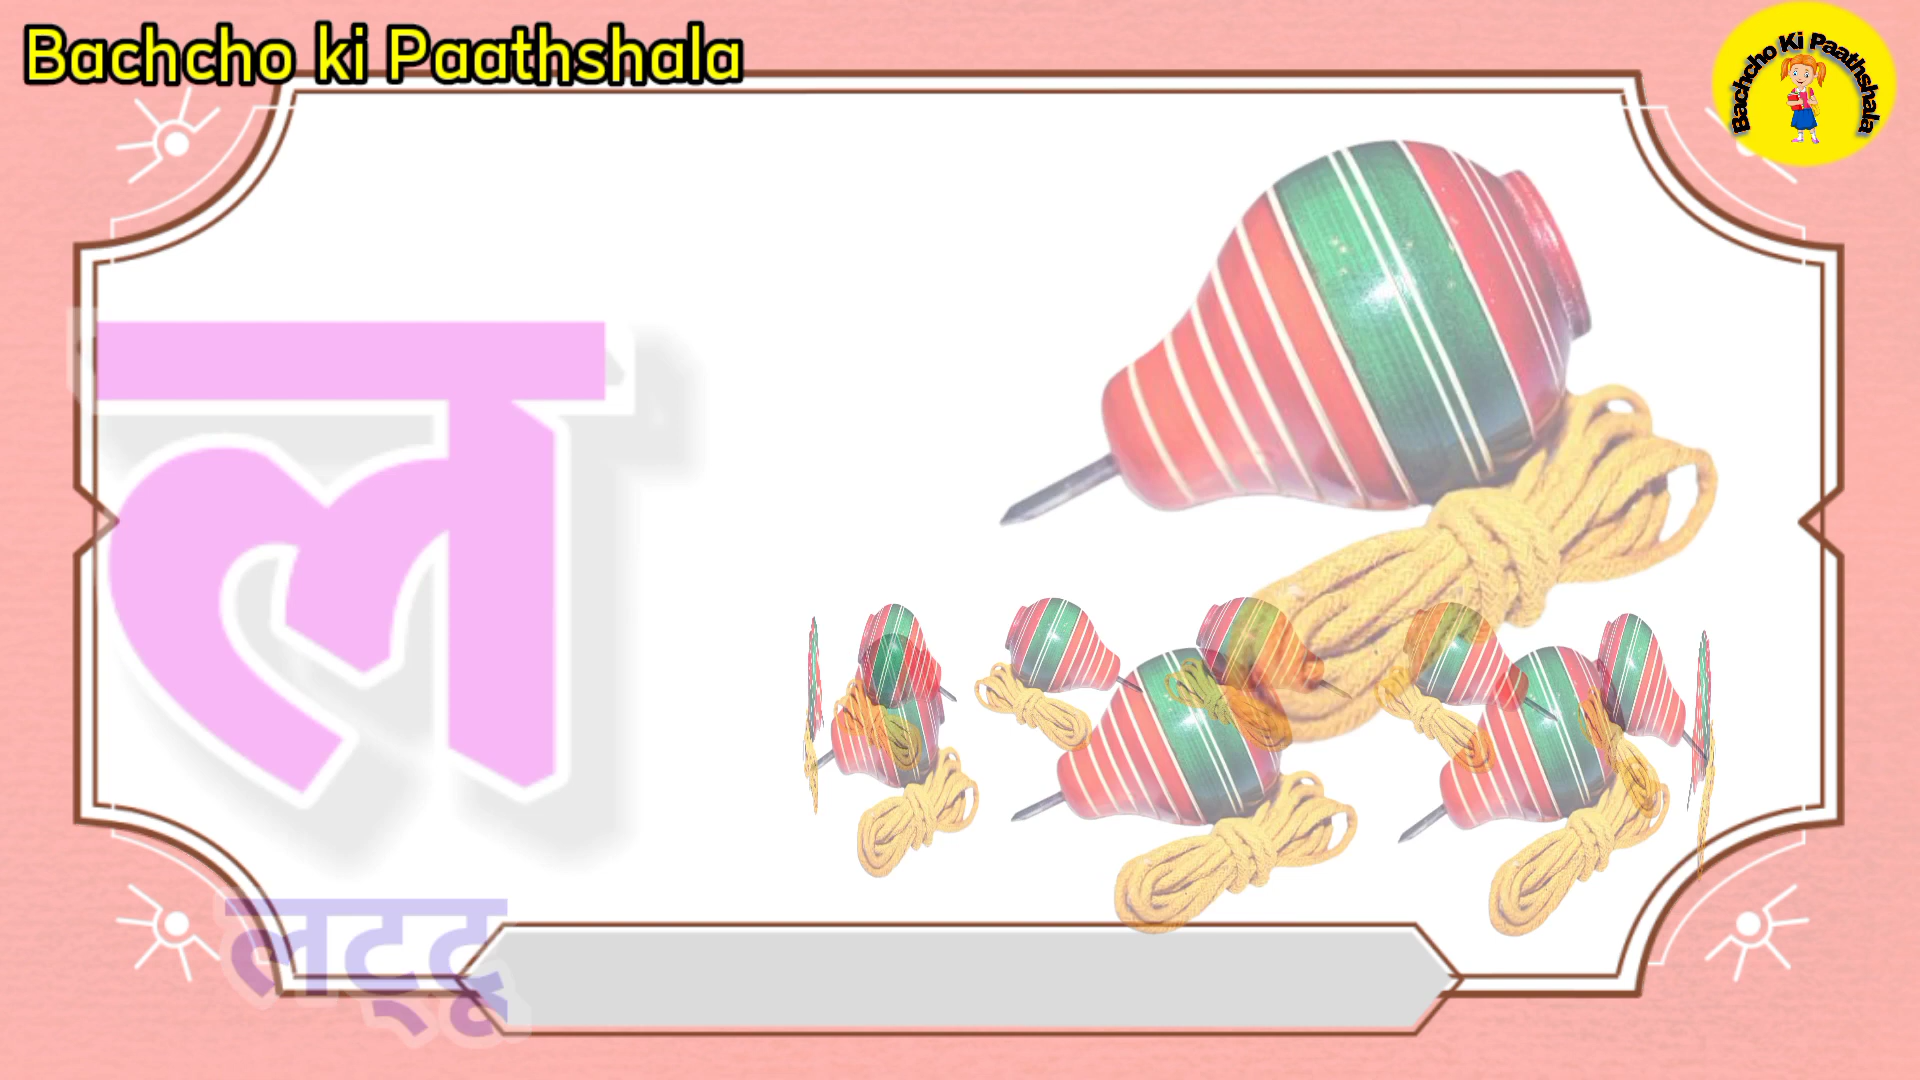 Bachcho ki Paathshala
Bachcho Ki Paathshala
ल
लट्टू